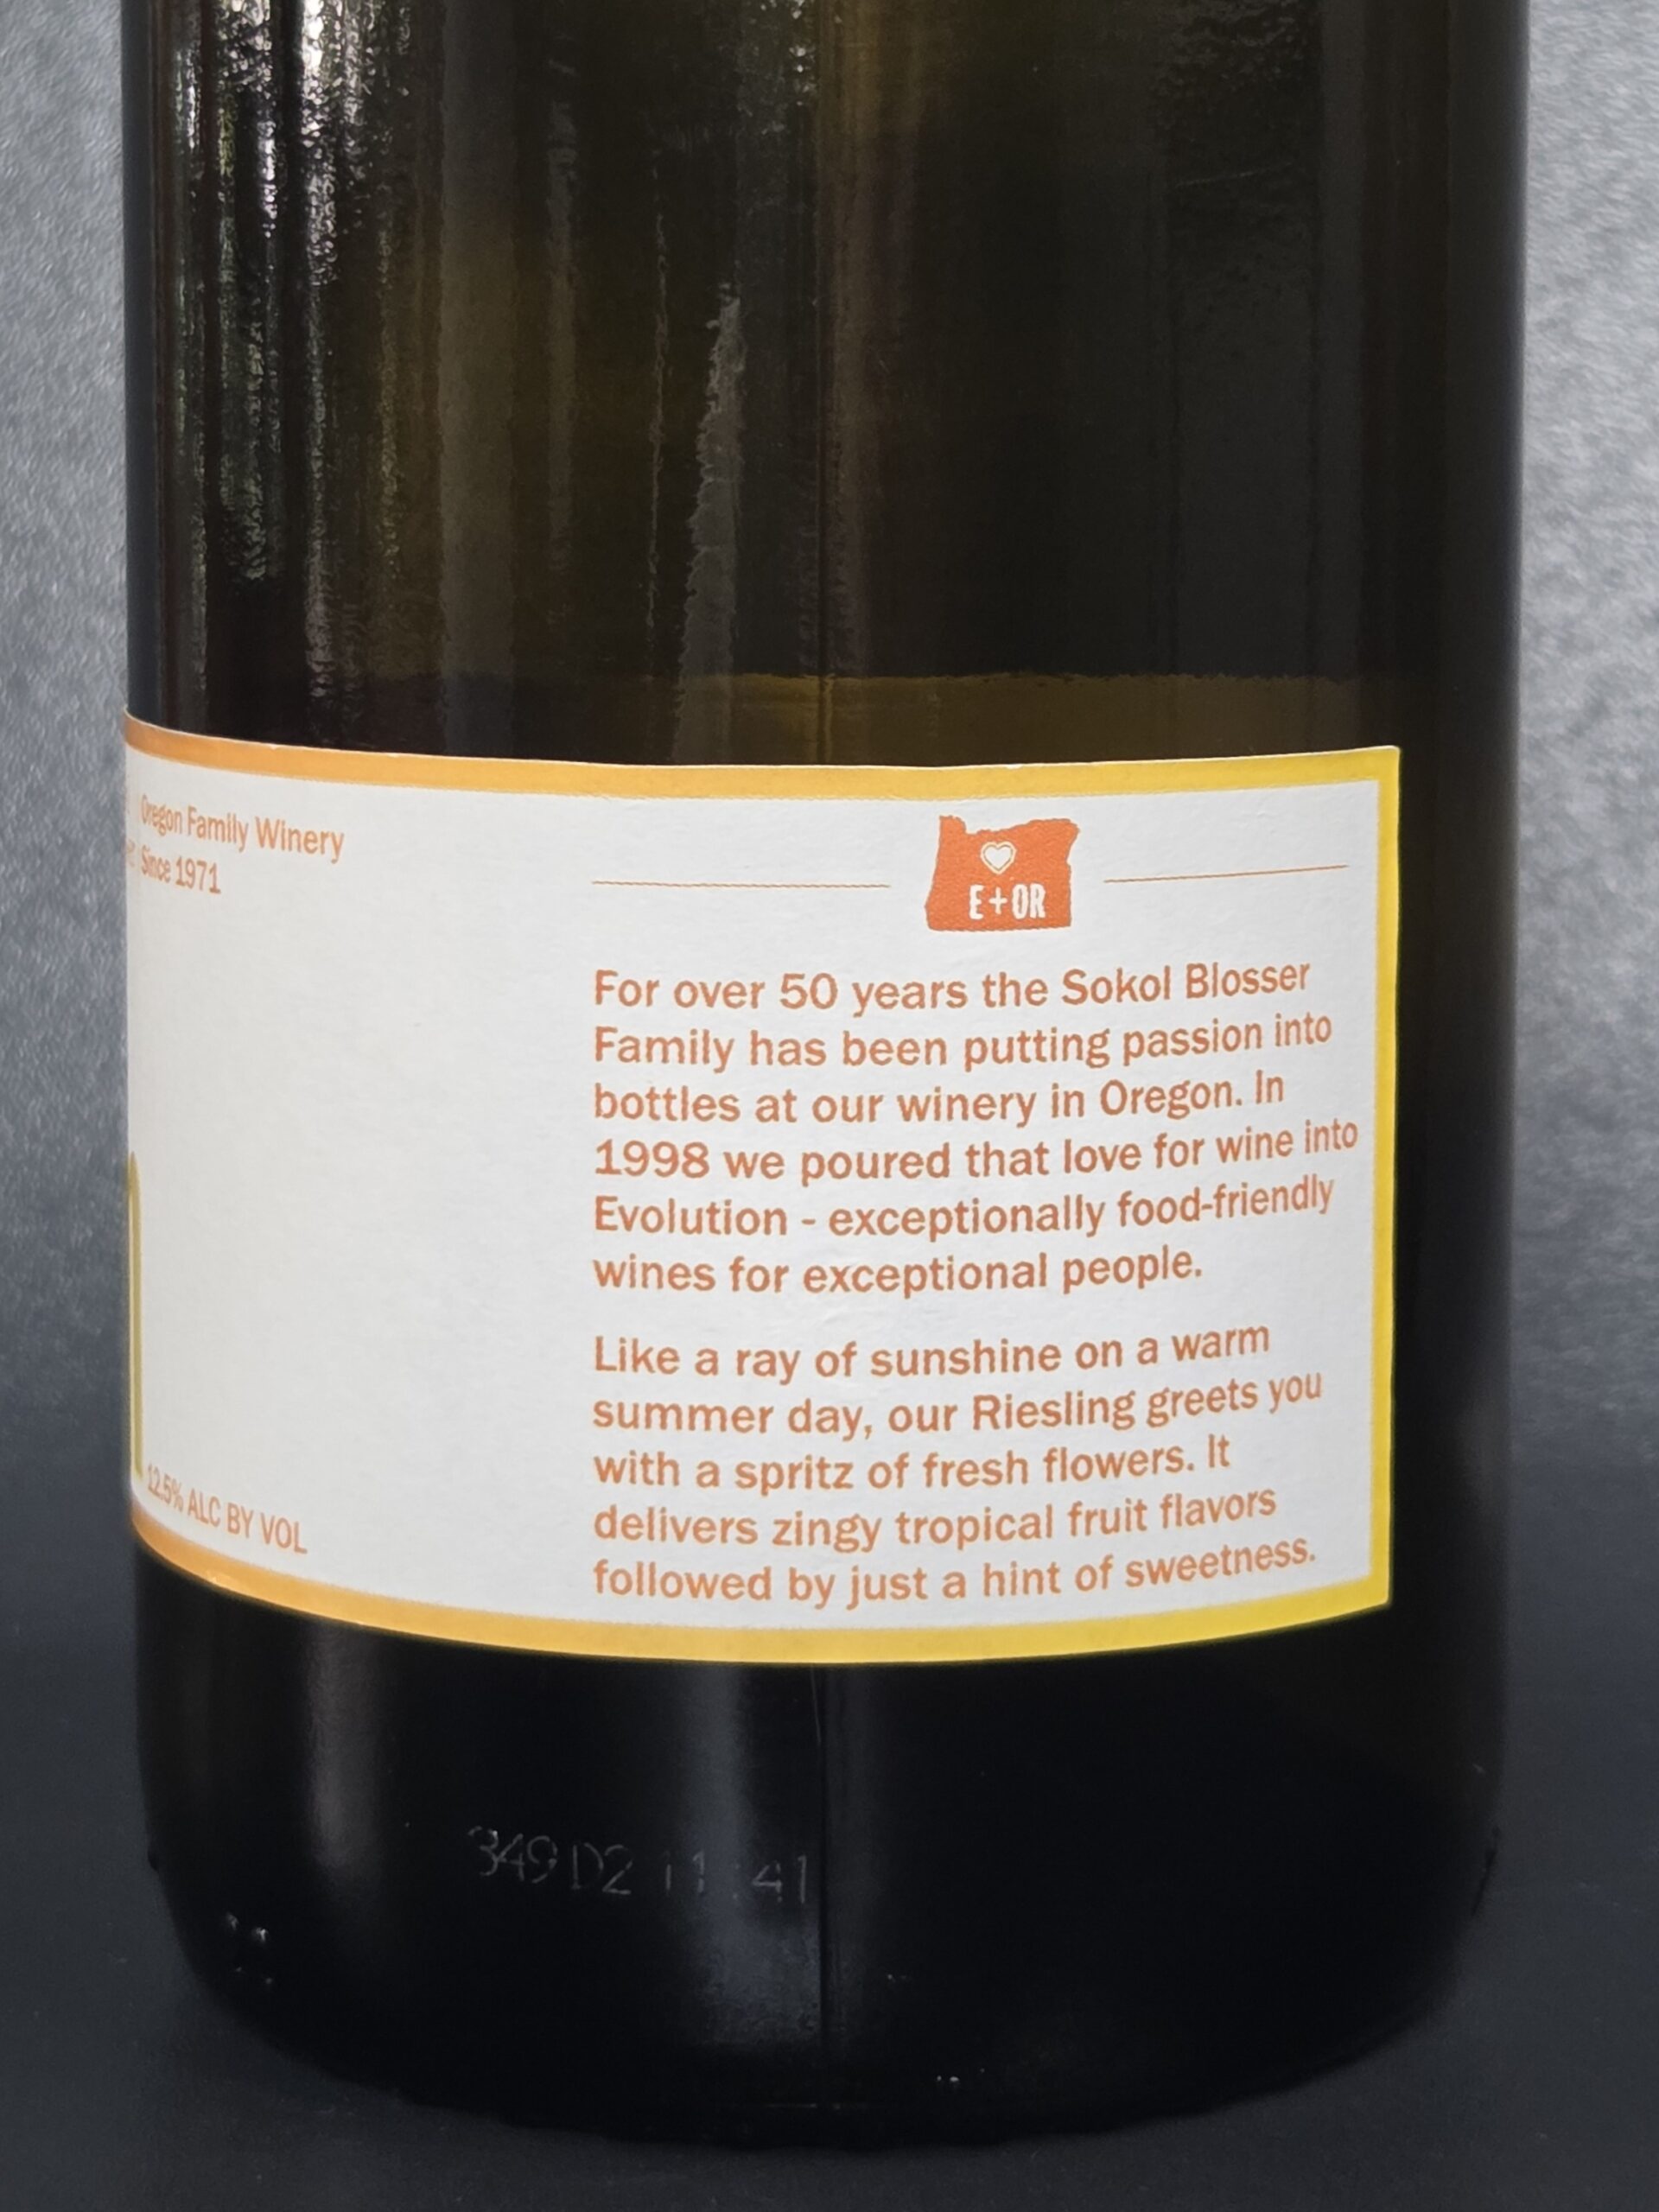 Oregon Family Winery
Since 1971
E+OR
For over 50 years the Sokol Blosser
Family has been putting passion into
bottles at our winery in Oregon. In
1998 we poured that love for wine into
Evolution - exceptionally food-friendly
wines for exceptional people.
Like a ray of sunshine on a warm
summer day, our Riesling greets you
with a spritz of fresh flowers. It
delivers zingy tropical fruit flavors
followed by just a hint of sweetness.
12.5% ALC BY VOL
349 D2 11:41